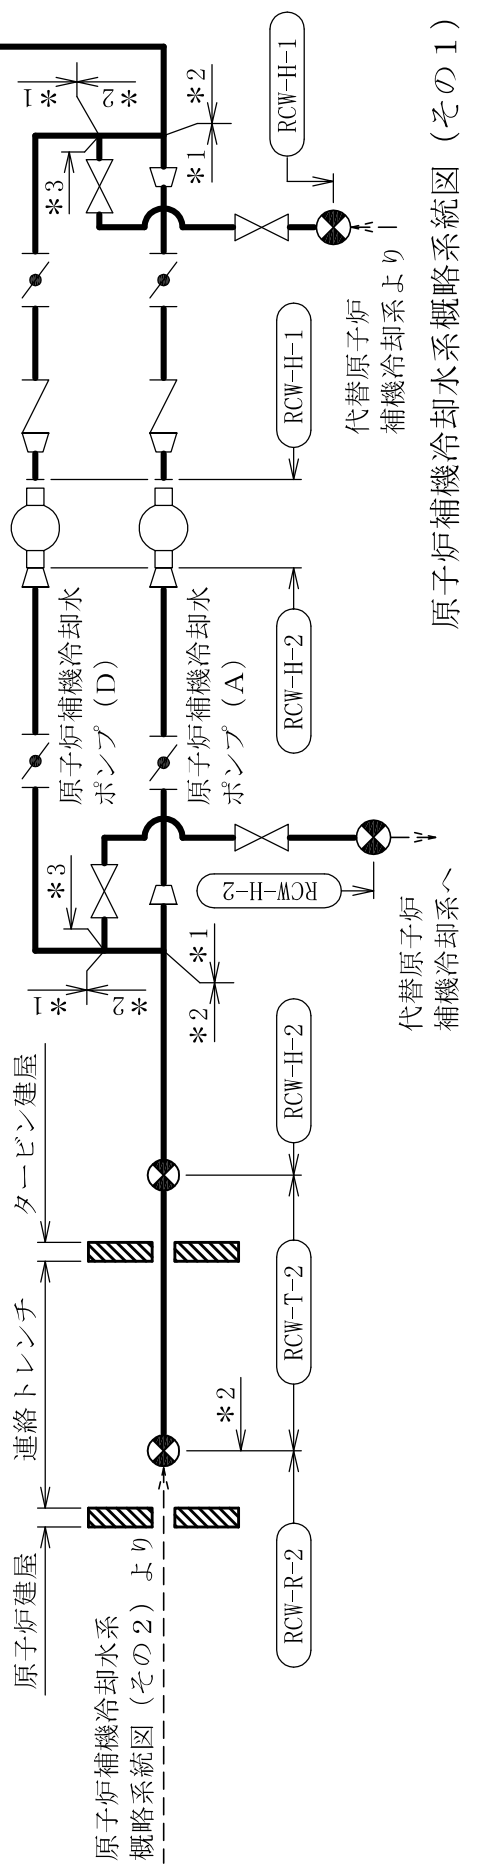 原子炉建屋
連絡トレンチ
タービン建屋
原子炉補機冷却水系
概略系統図(その2)より
*1
*2
*3
*2
*1
原子炉補機冷却水
ポンプ(D)
原子炉補機冷却水
ポンプ(A)
*1
*2
*3
*1
*2
*2
RCW-R-2
RCW-T-2
RCW-H-2
RCW-H-2
RCW-H-2
RCW-H-1
RCW-H-1
代替原子炉
補機冷却系へ
代替原子炉
補機冷却系より
原子炉補機冷却水系概略系統図(その1)